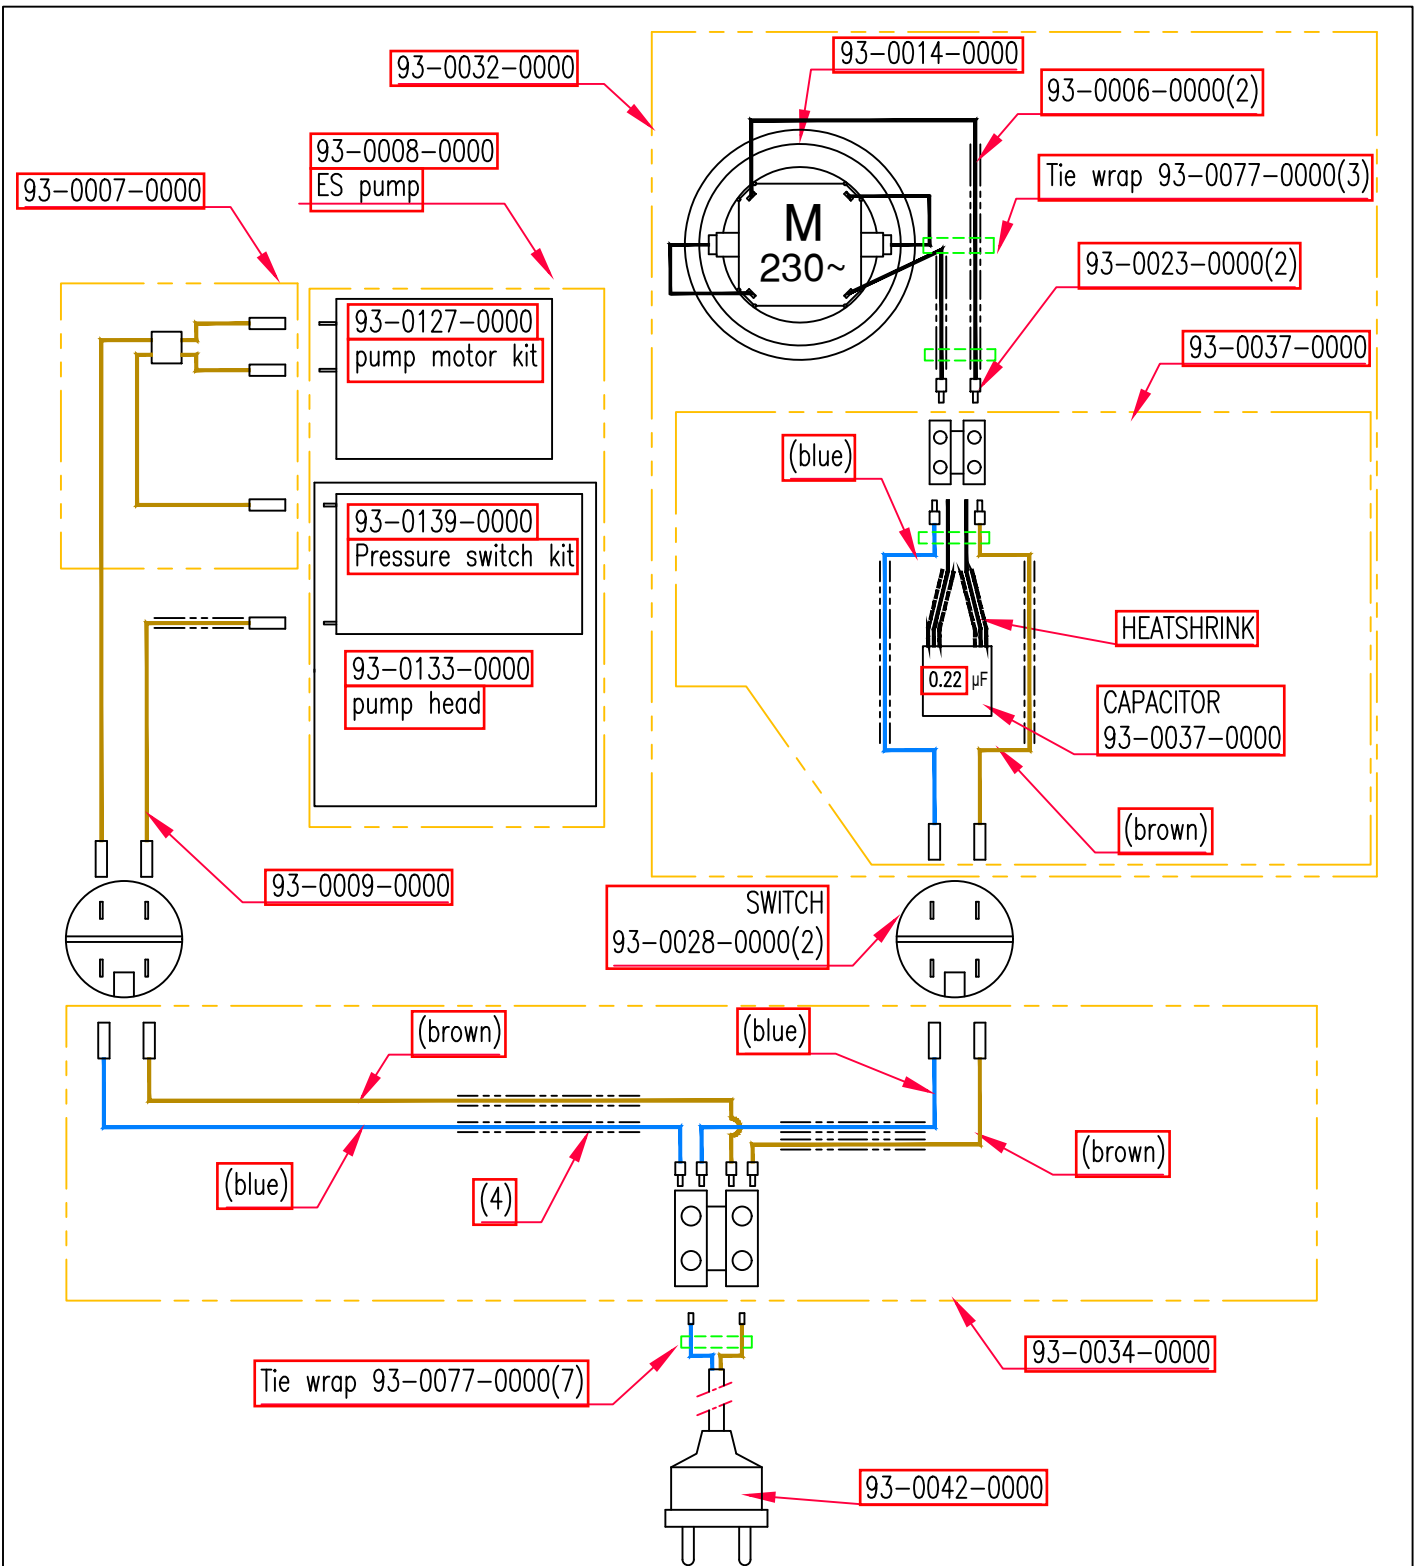 93-0032-0000
93-0014-0000
93-0006-0000(2)
93-0008-0000
ES pump
Tie wrap 93-0077-0000(3)
93-0007-0000
M
230~
93-0023-0000(2)
93-0127-0000
pump motor kit
93-0037-0000
(blue)
93-0139-0000
Pressure switch kit
HEATSHRINK
93-0133-0000
pump head
0.22 µF
CAPACITOR
93-0037-0000
(brown)
93-0009-0000
SWITCH
93-0028-0000(2)
(brown)
(blue)
(brown)
(blue)
(4)
93-0034-0000
Tie wrap 93-0077-0000(7)
93-0042-0000